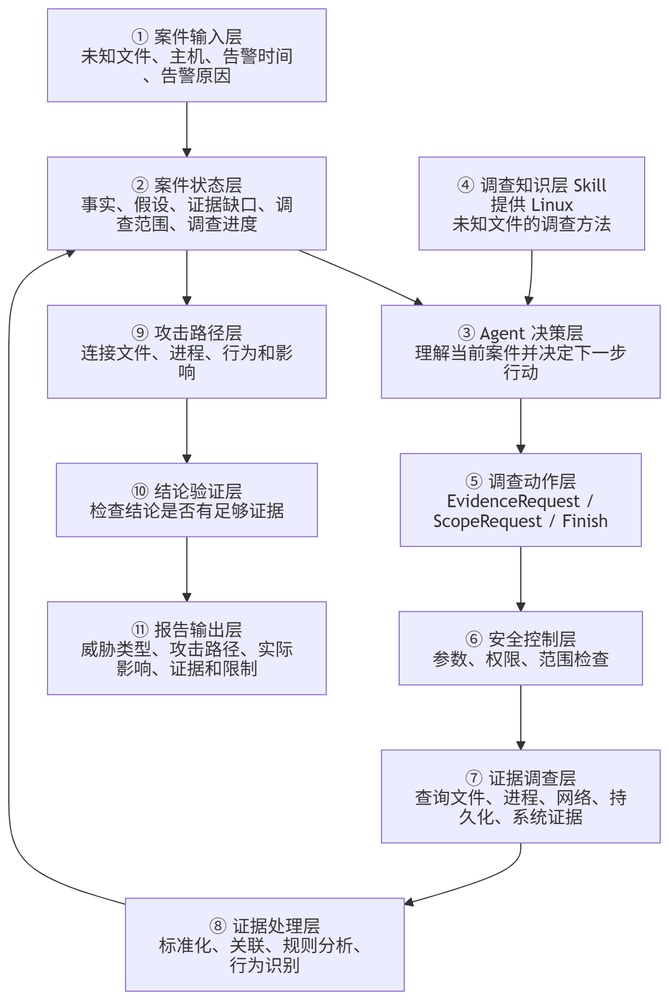 ① 案件输入层
未知文件、主机、告警时间
、告警原因
② 案件状态层
事实、假设、证据缺口、调
查范围、调查进度
④ 调查知识层 Skill
提供 Linux
未知文件的调查方法
⑨ 攻击路径层
连接文件、进程、行为和影
响
③ Agent 决策层
理解当前案件并决定下一步
行动
⑩ 结论验证层
检查结论是否有足够证据
⑤ 调查动作层
EvidenceRequest /
ScopeRequest / Finish
⑪ 报告输出层
威胁类型、攻击路径、实际
影响、证据和限制
⑥ 安全控制层
参数、权限、范围检查
⑦ 证据调查层
查询文件、进程、网络、持
久化、系统证据
⑧ 证据处理层
标准化、关联、规则分析、
行为识别